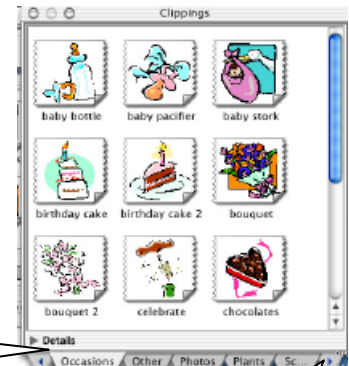 Clippings
baby bottle baby pacifier baby stork
birthday cake birthday cake 2 bouquet
bouquet 2 celebrate chocolates
Details
Occasions Other Photos Plants Sc...